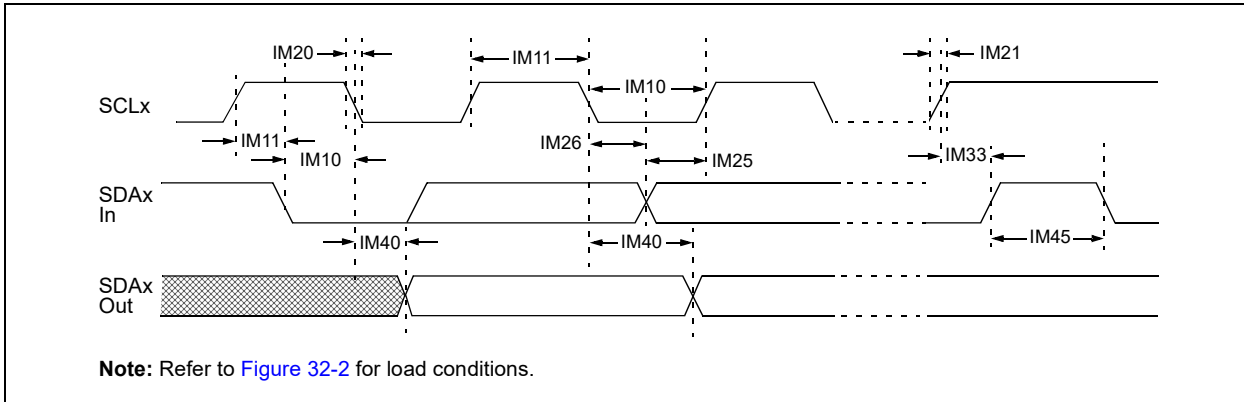 IM20
IM11
IM21
IM10
SCLx
IM11
IM26
IM33
IM10
IM25
SDAx
In
IM40
IM40
IM45
SDAx
Out
Note: Refer to Figure 32-2 for load conditions.